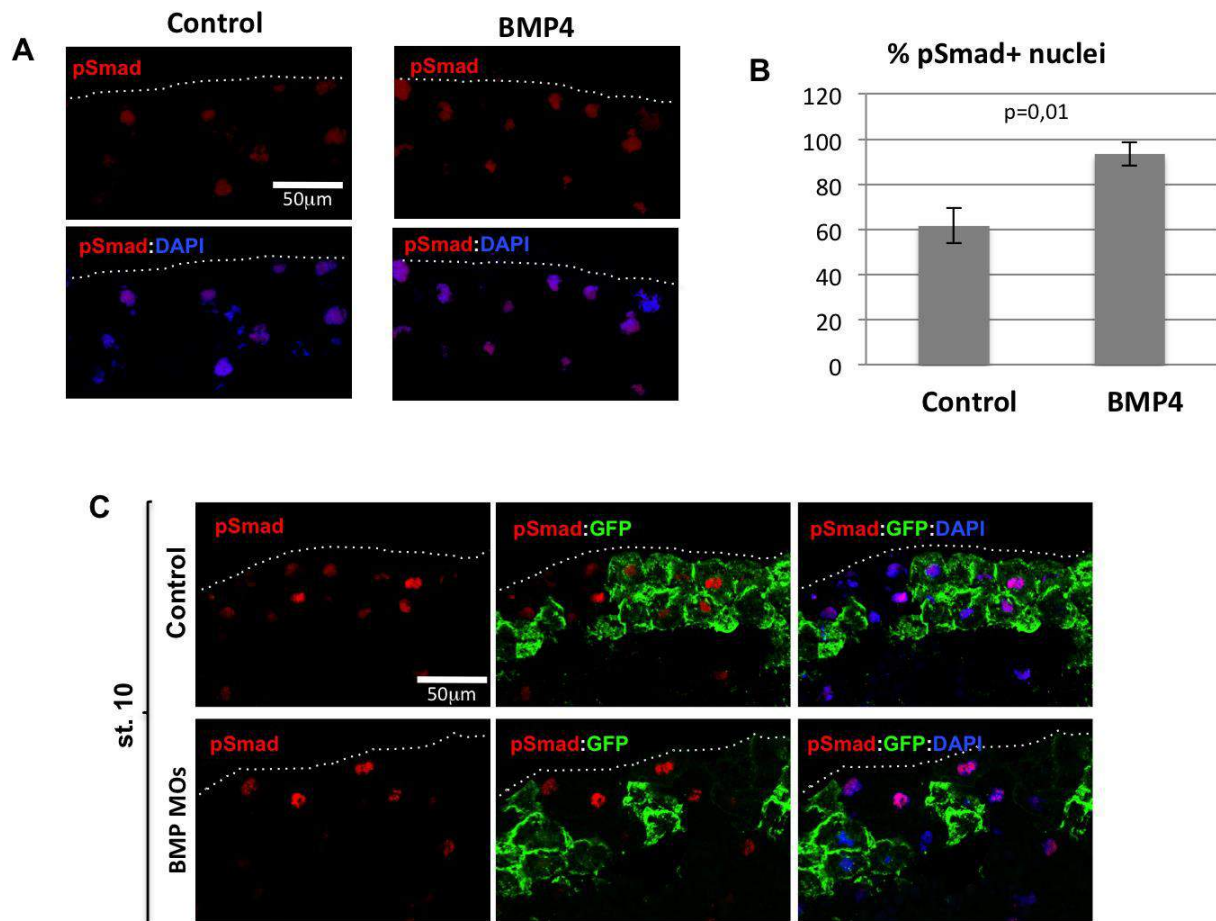 A
Control
BMP4
pSmad
50μm
pSmad
pSmad:DAPI
pSmad:DAPI
B
% pSmad+ nuclei
p=0,01
120
100
80
60
40
20
0
Control
BMP4
C
st. 10
Control
pSmad
50μm
pSmad:GFP
pSmad:GFP:DAPI
BMP MOs
pSmad
pSmad:GFP
pSmad:GFP:DAPI